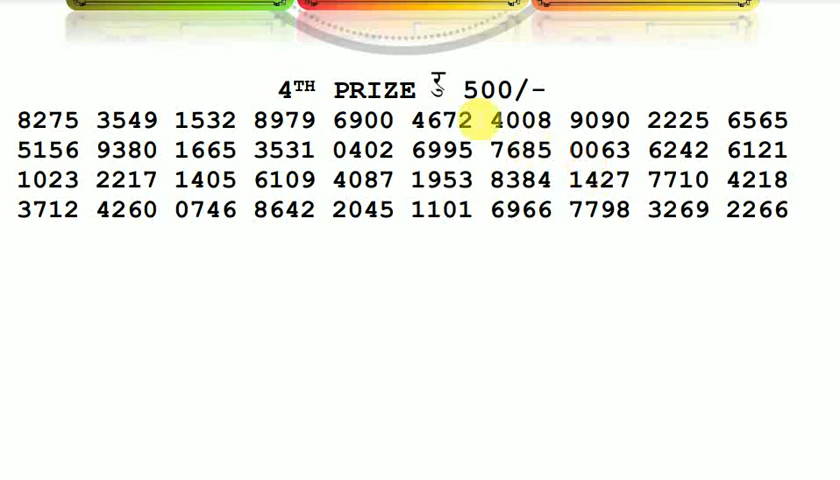 4TH PRIZE ₹ 500/-
8275 3549 1532 8979 6900 4672 4008 9090 2225 6565
5156 9380 1665 3531 0402 6995 7685 0063 6242 6121
1023 2217 1405 6109 4087 1953 8384 1427 7710 4218
3712 4260 0746 8642 2045 1101 6966 7798 3269 2266